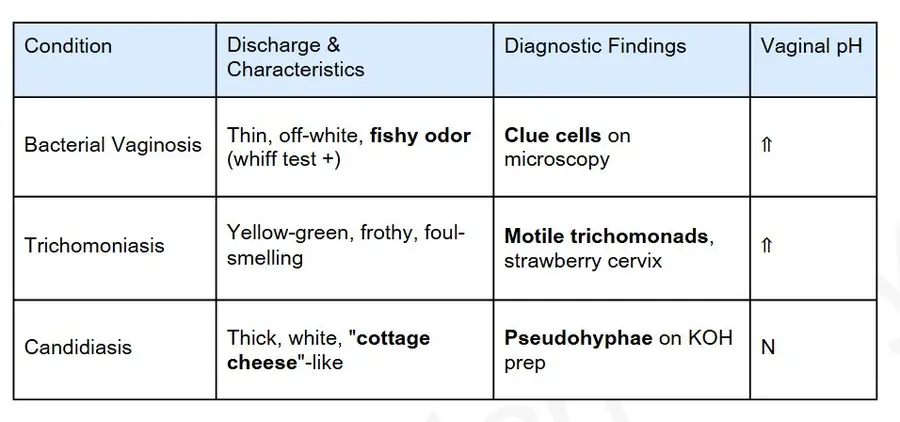 Condition
Discharge &
Characteristics
Diagnostic Findings
Vaginal pH
Bacterial Vaginosis
Thin, off-white, fishy odor
(whiff test +)
Clue cells on
microscopy
⇑
Trichomoniasis
Yellow-green, frothy, foul-
smelling
Motile trichomonads,
strawberry cervix
⇑
Candidiasis
Thick, white, "cottage
cheese"-like
Pseudohyphae on KOH
prep
N